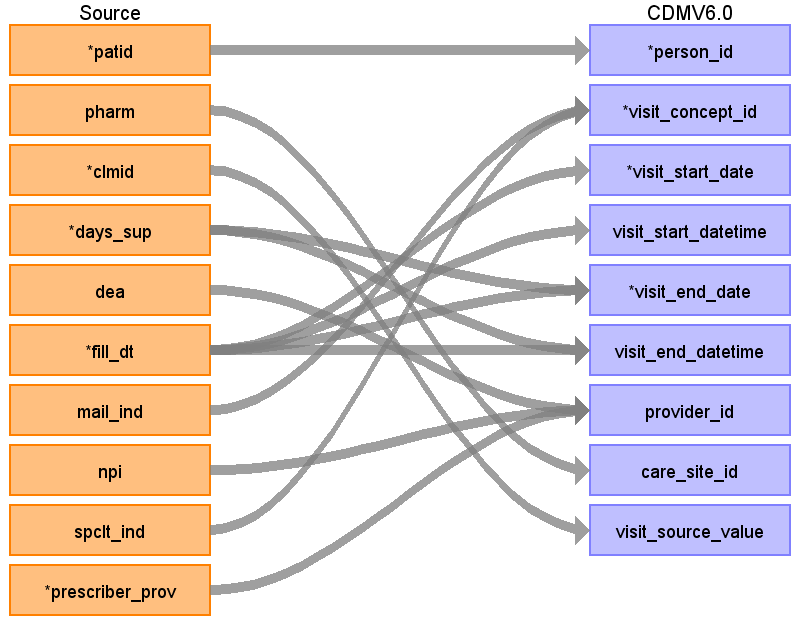 Source
CDMV6.0
*patid
*person_id
pharm
*visit_concept_id
*clmid
*visit_start_date
*days_sup
visit_start_datetime
dea
*visit_end_date
*fill_dt
visit_end_datetime
mail_ind
provider_id
npi
care_site_id
spclt_ind
visit_source_value
*prescriber_prov